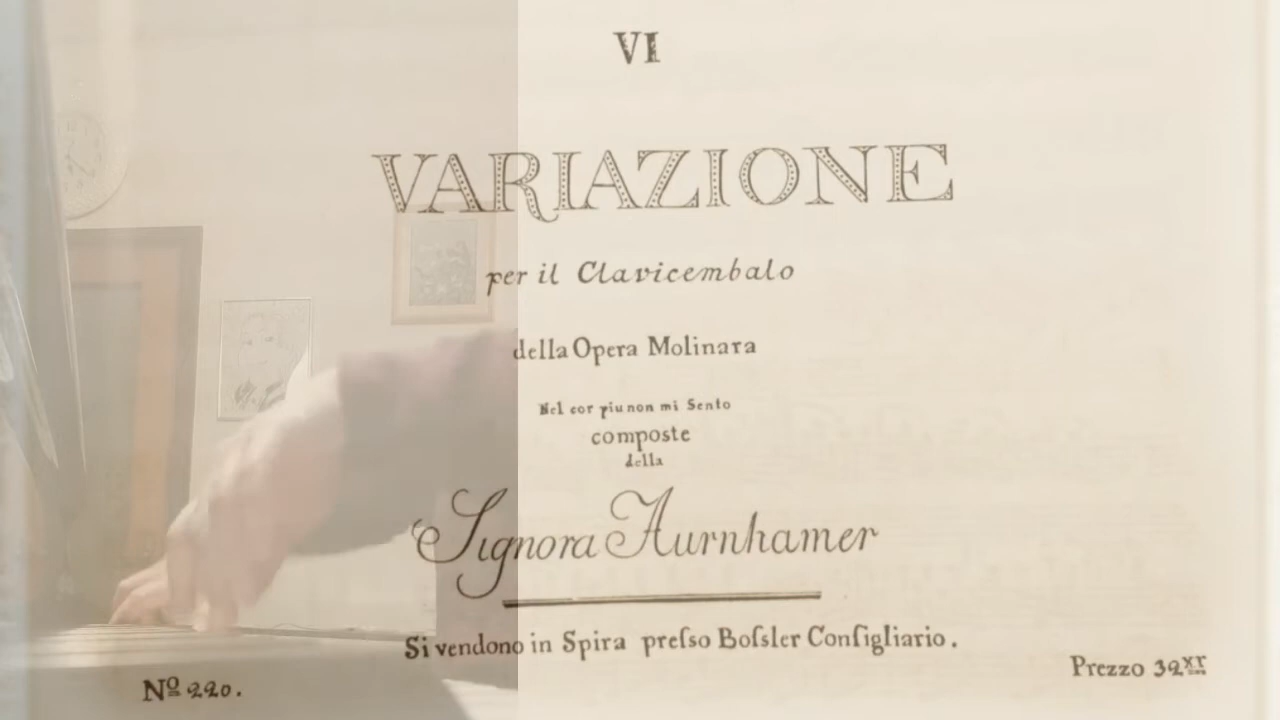 VI
VARIAZIONE
per il Clavicembalo
della Opera Molinara
Nel cor piu non mi Sento
composte
della
Signora Aurnhamer
Si vendono in Spira preſso Boſsler Conſigliario.
Prezzo 32 xr
Nº 220.